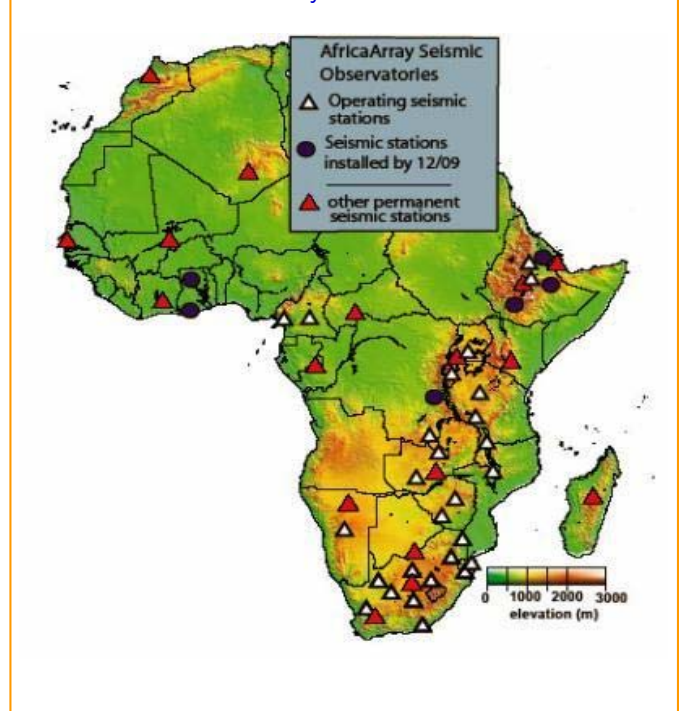 AfricaArray Seismic
Observatories
Operating seismic
stations
Seismic stations
installed by 12/09
other permanent
seismic stations
0 1000 2000 3000
elevation (m)